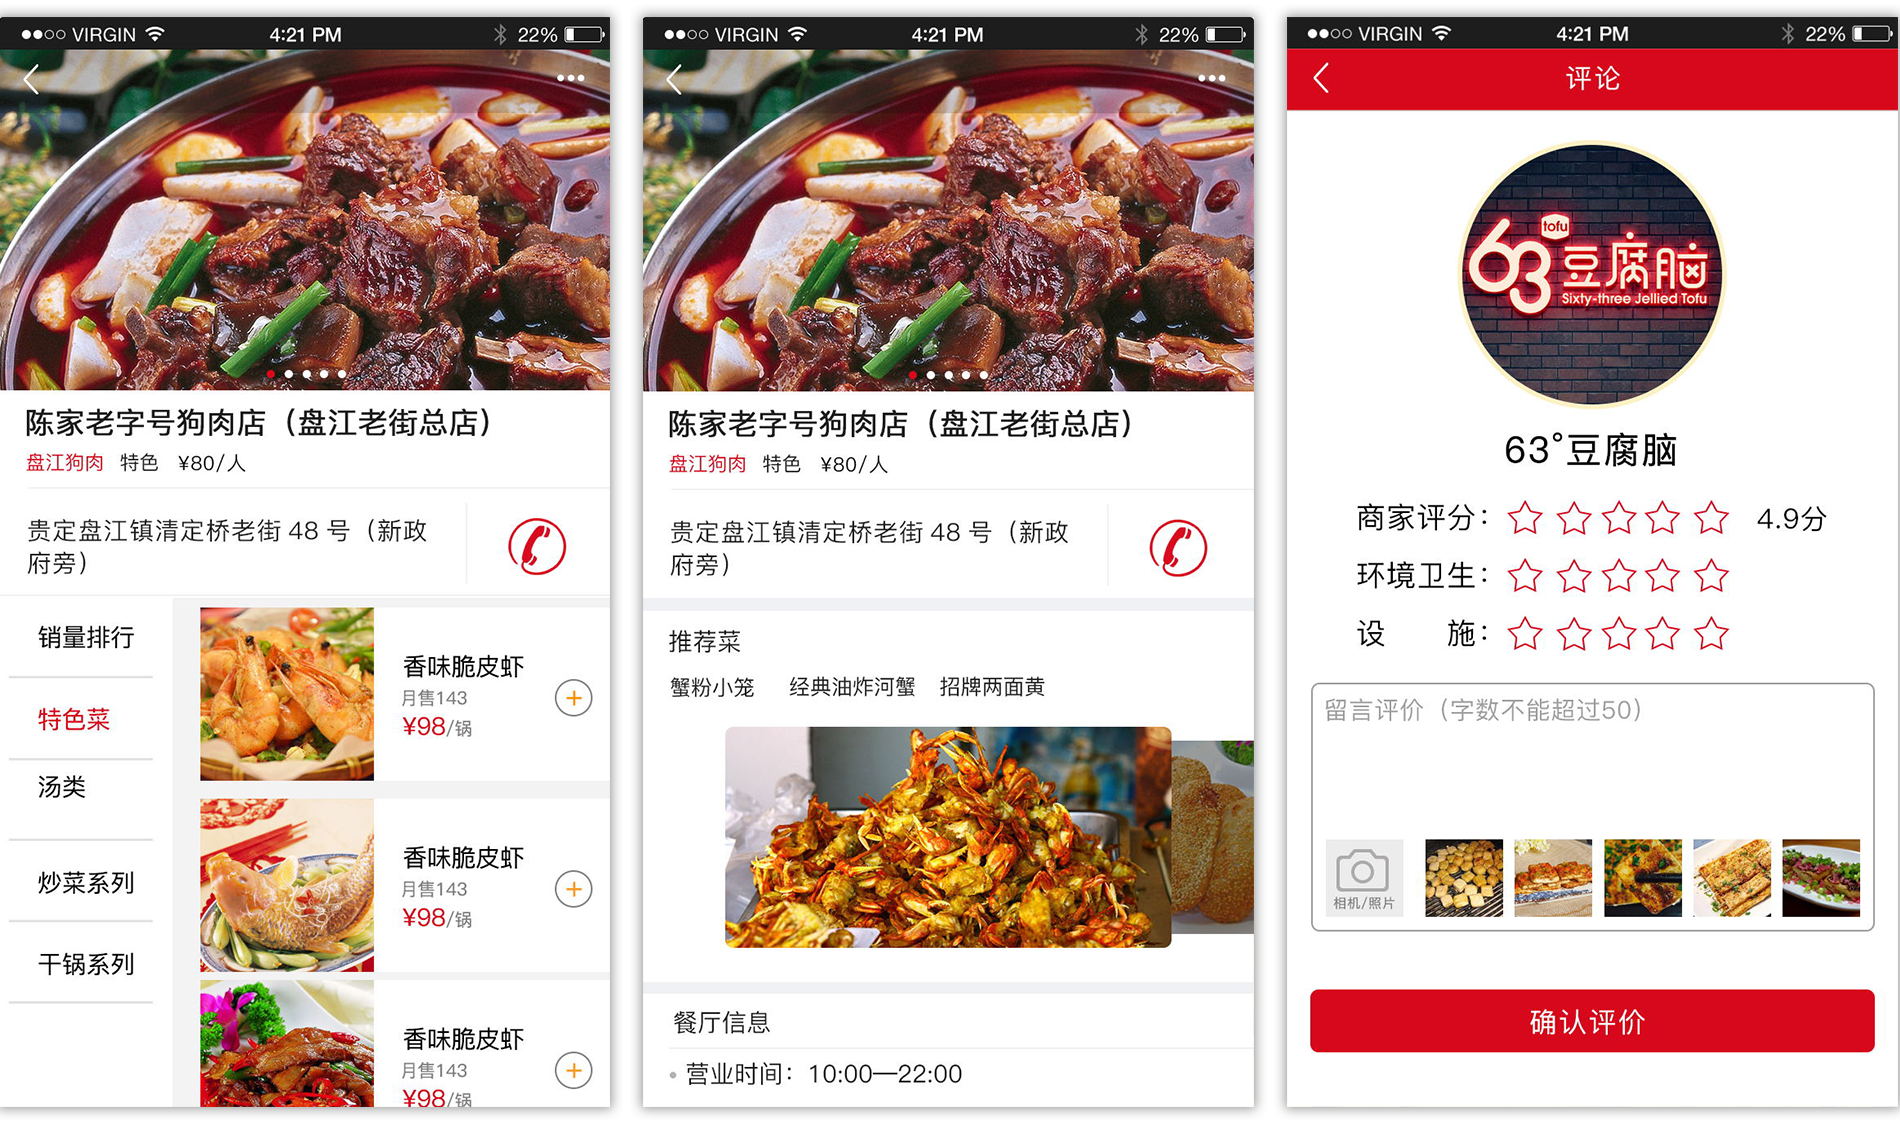 VIRGIN 4:21 PM 22%
陈家老字号狗肉店（盘江老街总店）
盘江狗肉 特色 ¥80/人
贵定盘江镇清定桥老街 48 号（新政
府旁）
销量排行
特色菜
汤类
炒菜系列
干锅系列
香味脆皮虾
月售143
¥98/锅
香味脆皮虾
月售143
¥98/锅
香味脆皮虾
月售143
¥98/锅
VIRGIN 4:21 PM 22%
陈家老字号狗肉店（盘江老街总店）
盘江狗肉 特色 ¥80/人
贵定盘江镇清定桥老街 48 号（新政
府旁）
推荐菜
蟹粉小笼 经典油炸河蟹 招牌两面黄
餐厅信息
营业时间：10:00—22:00
VIRGIN 4:21 PM 22%
评论
tofu
63豆腐脑
Sixty-three Jellied Tofu
63°豆腐脑
商家评分： 4.9分
环境卫生：
设 施：
留言评价（字数不能超过50）
相机/照片
确认评价